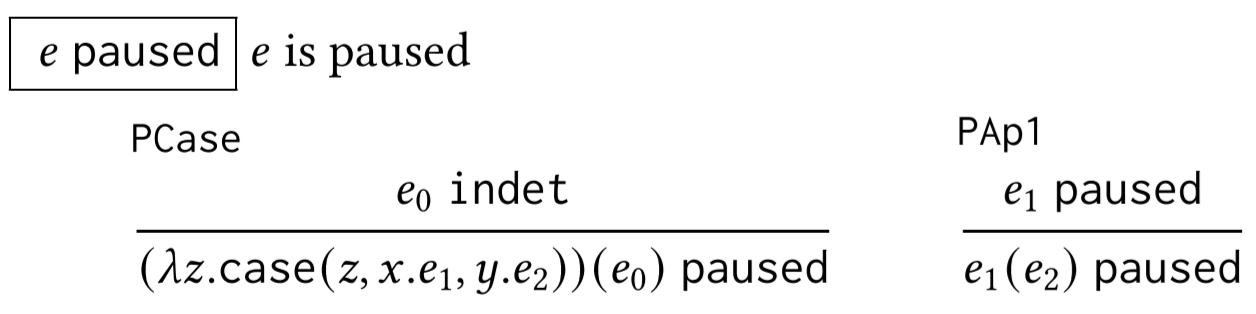 e paused e is paused
PCase PAp1
e₀ indet e₁ paused
(λz.case(z, x.e₁, y.e₂))(e₀) paused e₁(e₂) paused